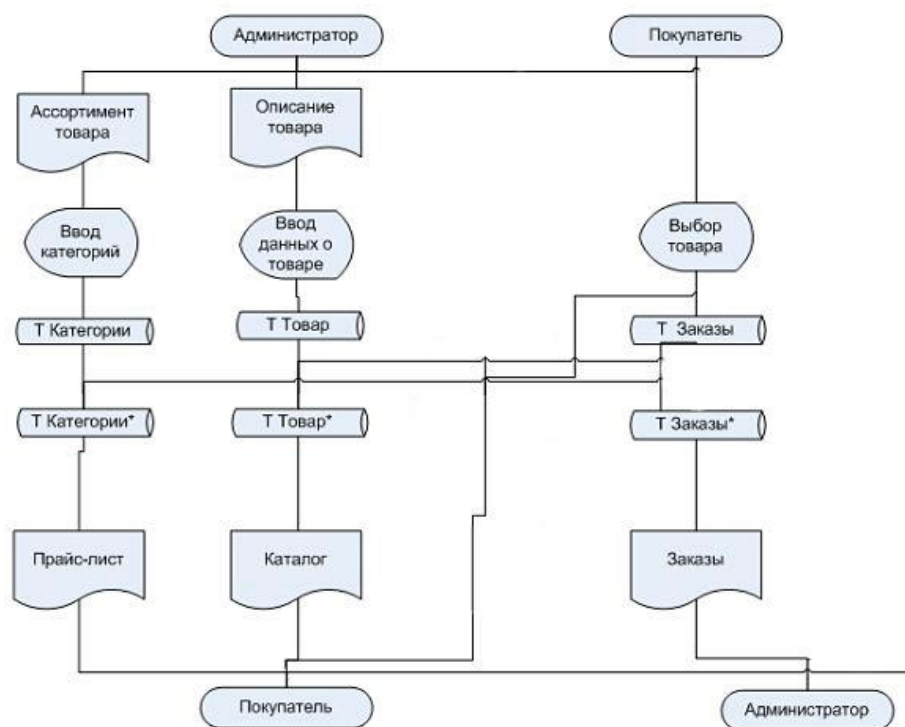 Администратор
Покупатель
Ассортимент
товара
Описание
товара
Ввод
категорий
Ввод
данных о
товаре
Выбор
товара
Т Категории
Т Товар
Т Заказы
Т Категории*
Т Товар*
Т Заказы*
Прайс-лист
Каталог
Заказы
Покупатель
Администратор